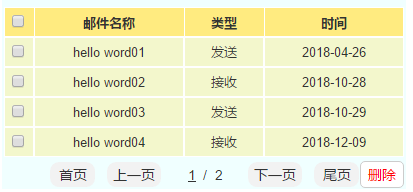 邮件名称 类型 时间
hello word01 发送 2018-04-26
hello word02 接收 2018-10-28
hello word03 发送 2018-10-29
hello word04 接收 2018-12-09
首页 上一页 1 / 2 下一页 尾页 删除